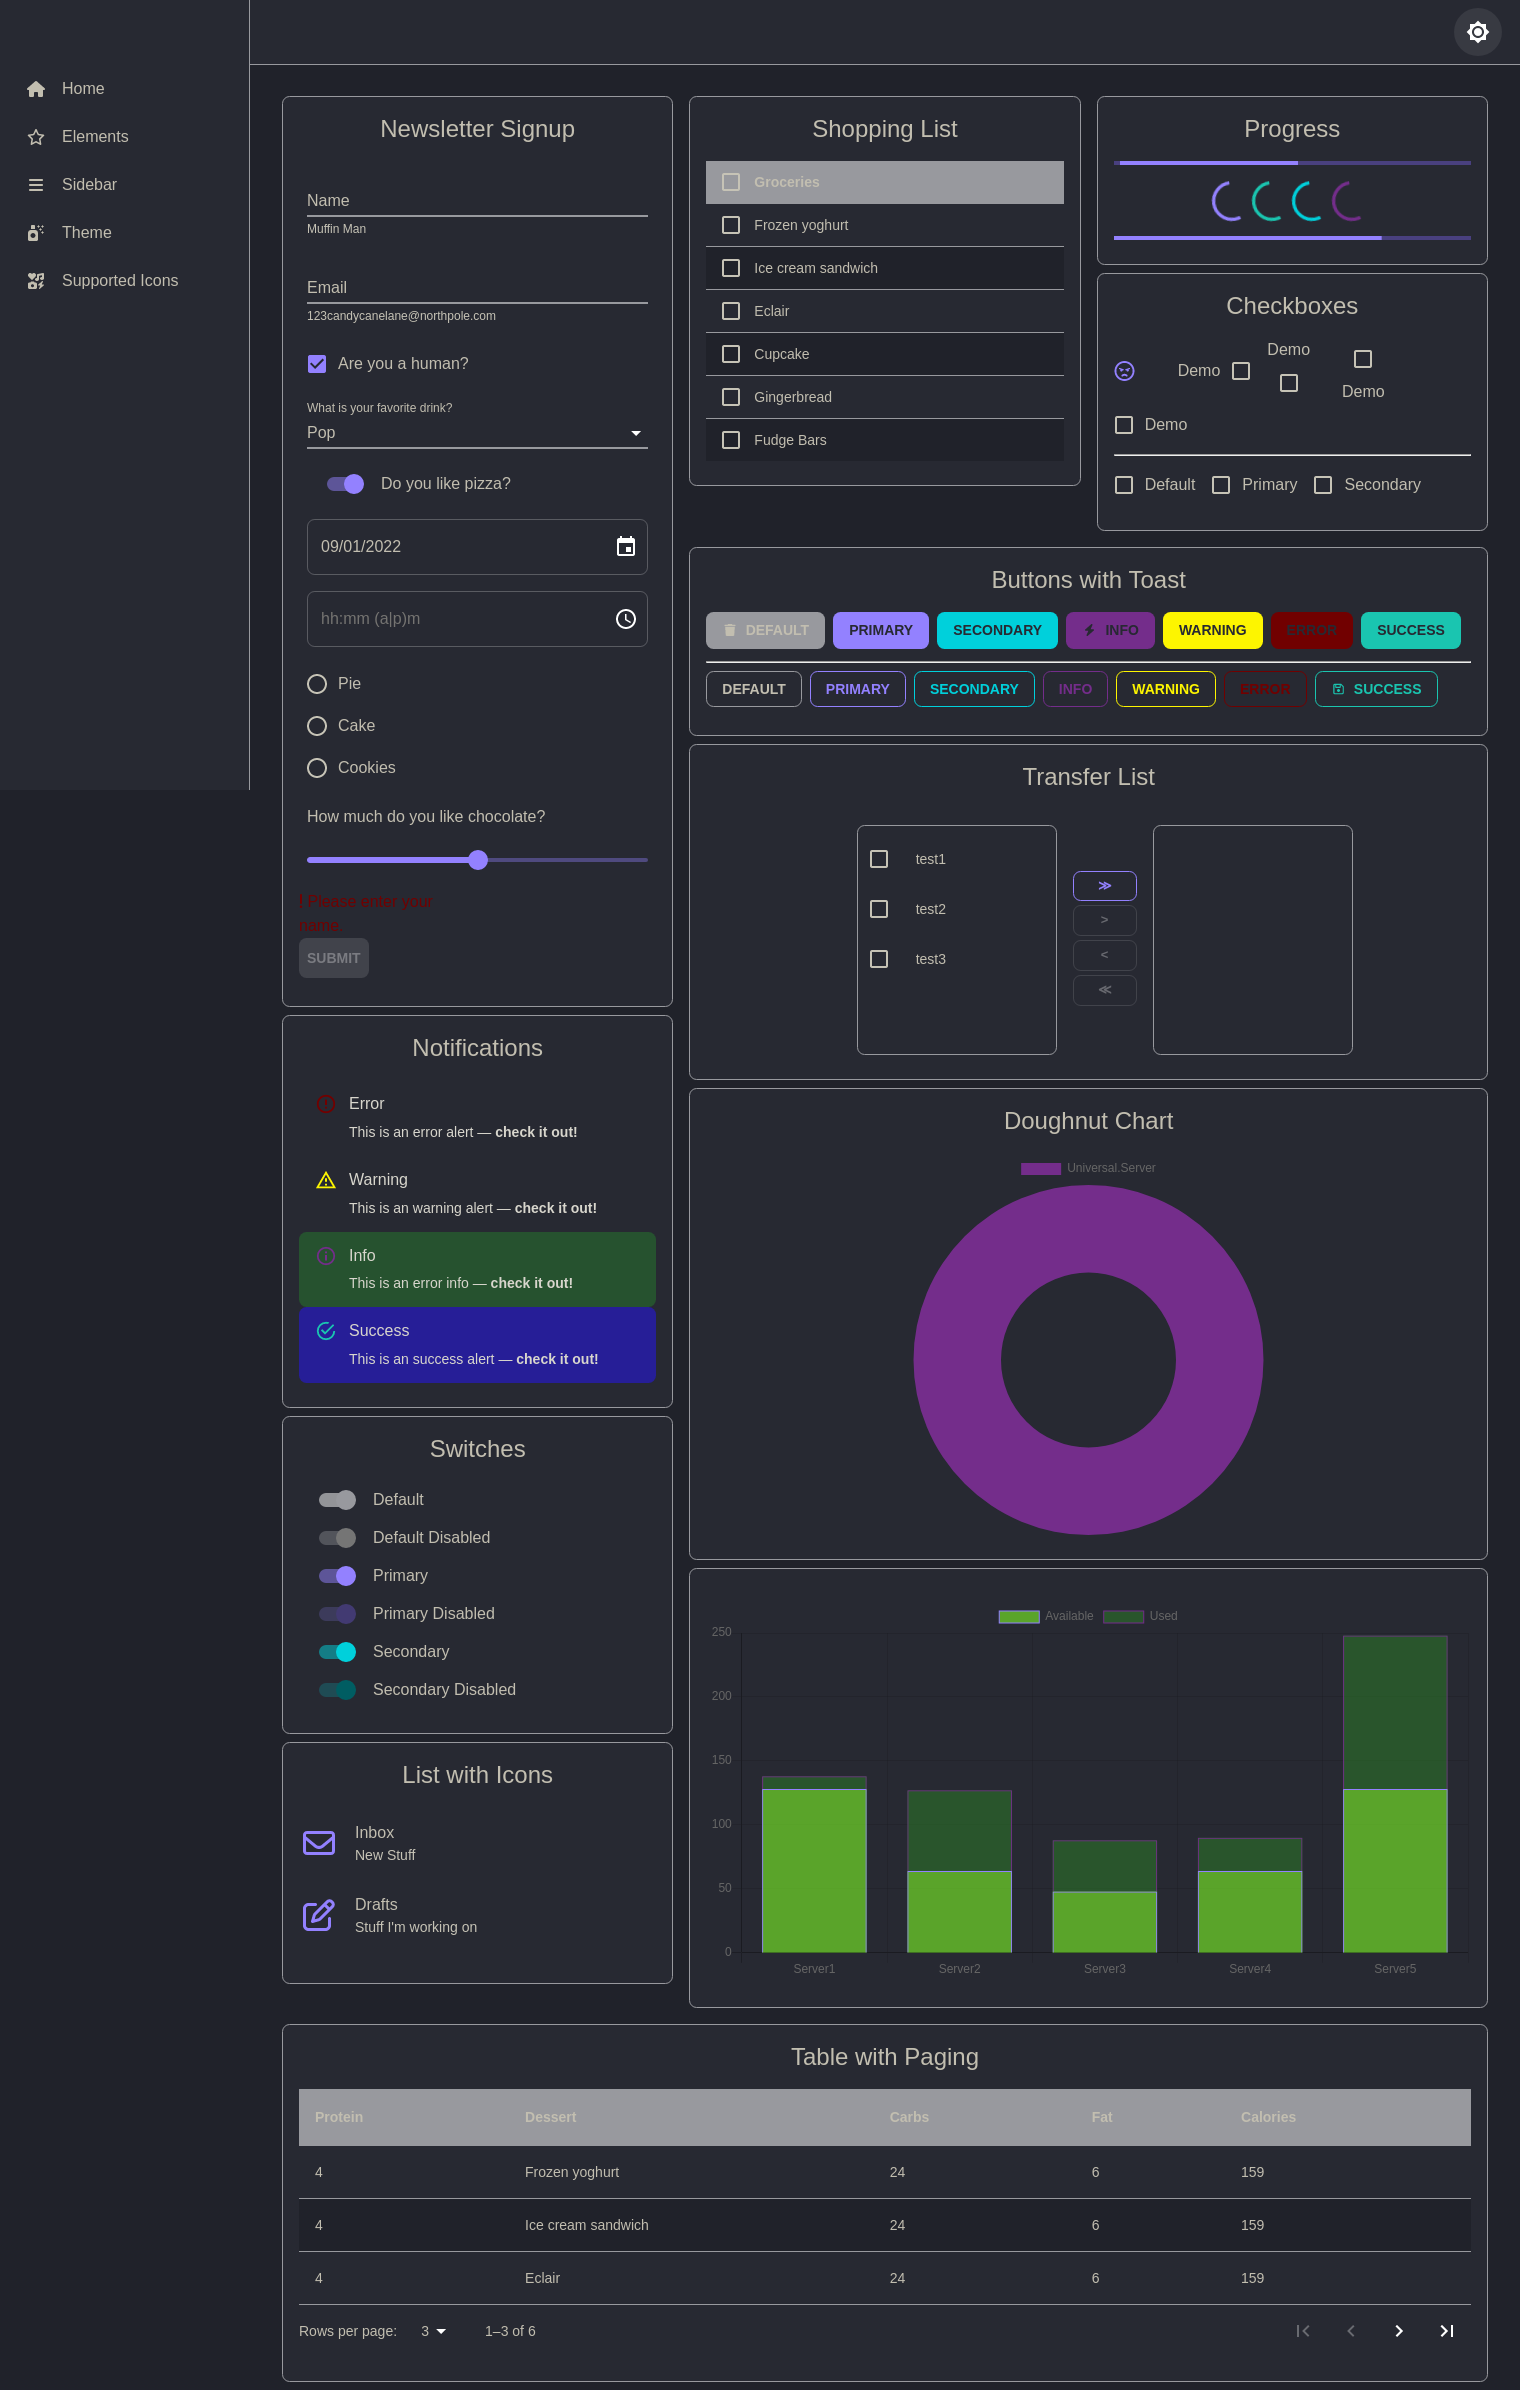 Home
Elements
Sidebar
Theme
Supported Icons
Newsletter Signup
Name
Muffin Man
Email
123candycanelane@northpole.com
Are you a human?
What is your favorite drink?
Pop
Do you like pizza?
09/01/2022
hh:mm (a|p)m
Pie
Cake
Cookies
How much do you like chocolate?
! Please enter your
name.
SUBMIT
Notifications
Error
This is an error alert — check it out!
Warning
This is an warning alert — check it out!
Info
This is an error info — check it out!
Success
This is an success alert — check it out!
Switches
Default
Default Disabled
Primary
Primary Disabled
Secondary
Secondary Disabled
List with Icons
Inbox
New Stuff
Drafts
Stuff I'm working on
Shopping List
Groceries
Frozen yoghurt
Ice cream sandwich
Eclair
Cupcake
Gingerbread
Fudge Bars
Progress
Checkboxes
Demo
Demo
Demo
Demo
Default Primary Secondary
Buttons with Toast
DEFAULT PRIMARY SECONDARY INFO WARNING ERROR SUCCESS
DEFAULT PRIMARY SECONDARY INFO WARNING ERROR SUCCESS
Transfer List
test1
test2
test3
≫
>
<
≪
Doughnut Chart
Universal.Server
Available Used
250
200
150
100
50
0
Server1 Server2 Server3 Server4 Server5
Table with Paging
Protein Dessert Carbs Fat Calories
4 Frozen yoghurt 24 6 159
4 Ice cream sandwich 24 6 159
4 Eclair 24 6 159
Rows per page: 3 1–3 of 6